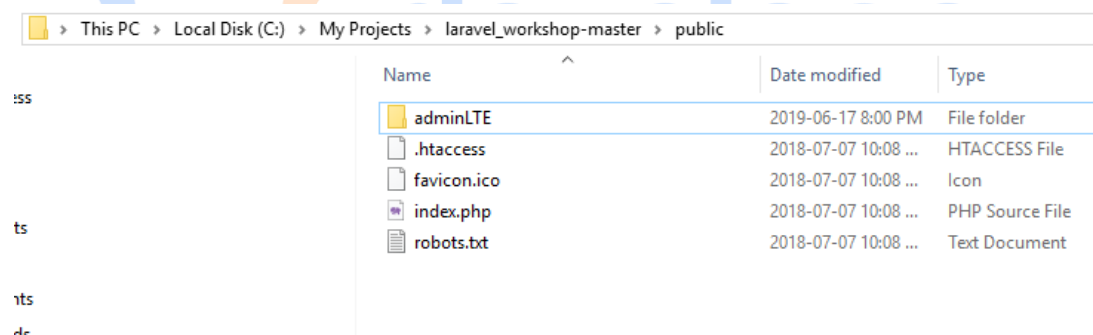 This PC > Local Disk (C:) > My Projects > laravel_workshop-master > public
Name Date modified Type
adminLTE 2019-06-17 8:00 PM File folder
.htaccess 2018-07-07 10:08 ... HTACCESS File
favicon.ico 2018-07-07 10:08 ... Icon
index.php 2018-07-07 10:08 ... PHP Source File
robots.txt 2018-07-07 10:08 ... Text Document